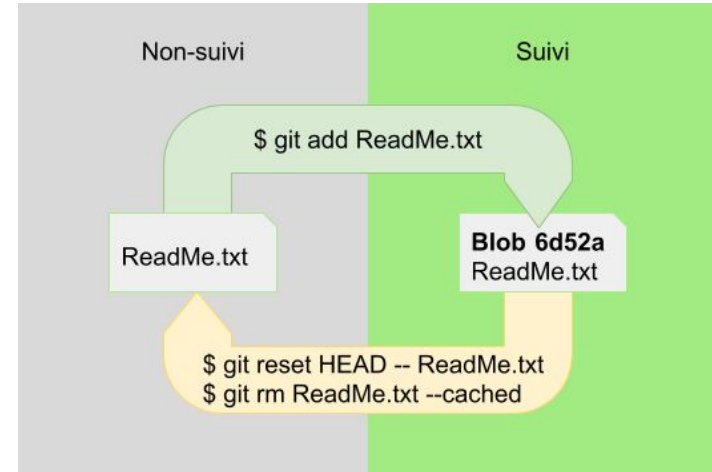 Non-suivi
Suivi
$ git add ReadMe.txt
ReadMe.txt
Blob 6d52a
ReadMe.txt
$ git reset HEAD -- ReadMe.txt
$ git rm ReadMe.txt --cached